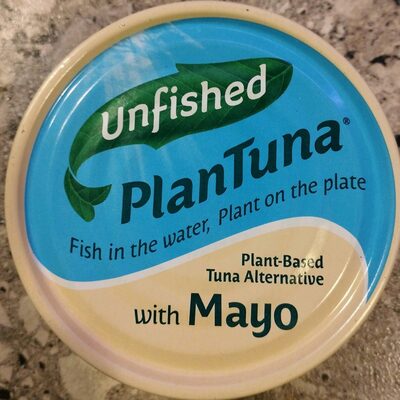 Unfished
PlanTuna®
Fish in the water, Plant on the plate
Plant-Based
Tuna Alternative
with Mayo